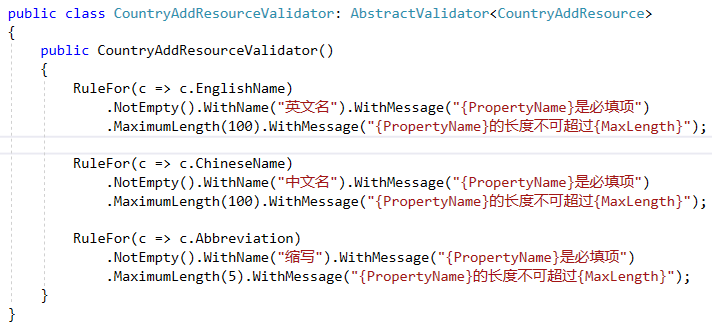 public class CountryAddResourceValidator: AbstractValidator<CountryAddResource>
{
    public CountryAddResourceValidator()
    {
        RuleFor(c => c.EnglishName)
            .NotEmpty().WithName("英文名").WithMessage("{PropertyName}是必填项")
            .MaximumLength(100).WithMessage("{PropertyName}的长度不可超过{MaxLength}");
        RuleFor(c => c.ChineseName)
            .NotEmpty().WithName("中文名").WithMessage("{PropertyName}是必填项")
            .MaximumLength(100).WithMessage("{PropertyName}的长度不可超过{MaxLength}");
        RuleFor(c => c.Abbreviation)
            .NotEmpty().WithName("缩写").WithMessage("{PropertyName}是必填项")
            .MaximumLength(5).WithMessage("{PropertyName}的长度不可超过{MaxLength}");
    }
}